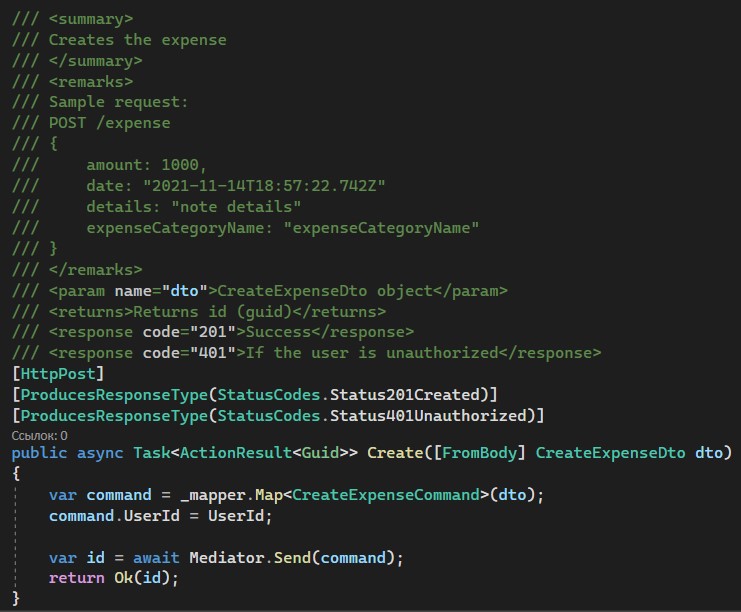 /// <summary>
/// Creates the expense
/// </summary>
/// <remarks>
/// Sample request:
/// POST /expense
/// {
///     amount: 1000,
///     date: "2021-11-14T18:57:22.742Z"
///     details: "note details"
///     expenseCategoryName: "expenseCategoryName"
/// }
/// </remarks>
/// <param name="dto">CreateExpenseDto object</param>
/// <returns>Returns id (guid)</returns>
/// <response code="201">Success</response>
/// <response code="401">If the user is unauthorized</response>
[HttpPost]
[ProducesResponseType(StatusCodes.Status201Created)]
[ProducesResponseType(StatusCodes.Status401Unauthorized)]
Ссылок: 0
public async Task<ActionResult<Guid>> Create([FromBody] CreateExpenseDto dto)
{
    var command = _mapper.Map<CreateExpenseCommand>(dto);
    command.UserId = UserId;

    var id = await Mediator.Send(command);
    return Ok(id);
}